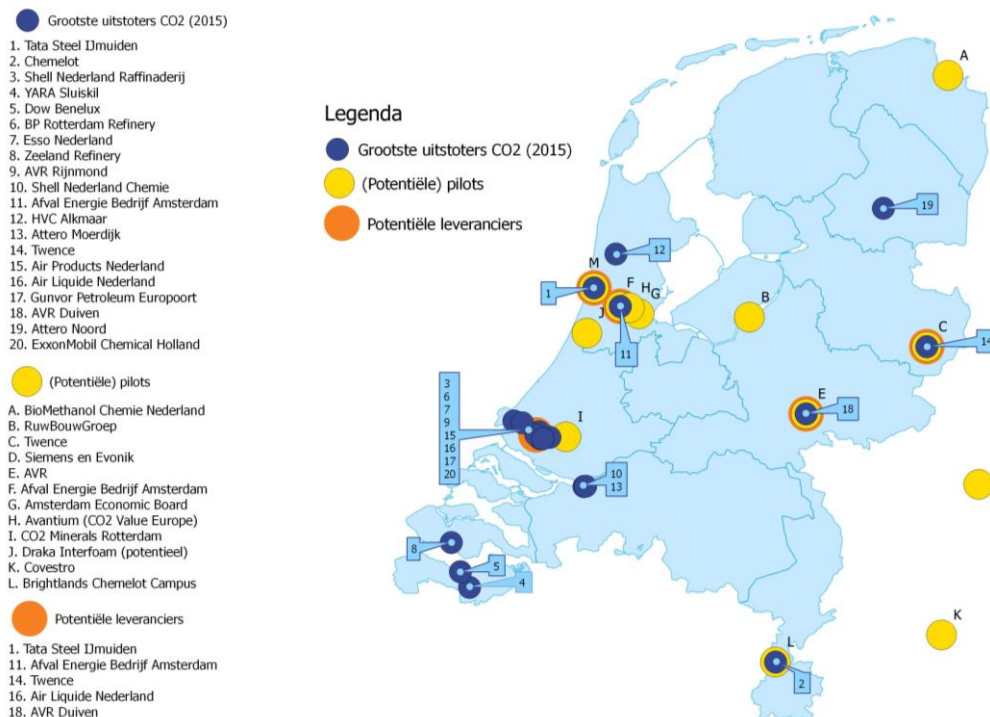 Grootste uitstoters CO2 (2015)
1. Tata Steel IJmuiden
2. Chemelot
3. Shell Nederland Raffinaderij
4. YARA Sluiskil
5. Dow Benelux
6. BP Rotterdam Refinery
7. Esso Nederland
8. Zeeland Refinery
9. AVR Rijnmond
10. Shell Nederland Chemie
11. Afval Energie Bedrijf Amsterdam
12. HVC Alkmaar
13. Attero Moerdijk
14. Twence
15. Air Products Nederland
16. Air Liquide Nederland
17. Gunvor Petroleum Europoort
18. AVR Duiven
19. Attero Noord
20. ExxonMobil Chemical Holland
(Potentiële) pilots
A. BioMethanol Chemie Nederland
B. RuwBouwGroep
C. Twence
D. Siemens en Evonik
E. AVR
F. Afval Energie Bedrijf Amsterdam
G. Amsterdam Economic Board
H. Avantium (CO2 Value Europe)
I. CO2 Minerals Rotterdam
J. Draka Interfoam (potentieel)
K. Covestro
L. Brightlands Chemelot Campus
Potentiële leveranciers
1. Tata Steel IJmuiden
11. Afval Energie Bedrijf Amsterdam
14. Twence
16. Air Liquide Nederland
18. AVR Duiven
Legenda
Grootste uitstoters CO2 (2015)
(Potentiële) pilots
Potentiële leveranciers
A
19
12
M
1
F
H
G
J
11
B
C
14
E
18
3
6
7
9
15
16
17
20
I
10
13
8
5
4
K
L
2